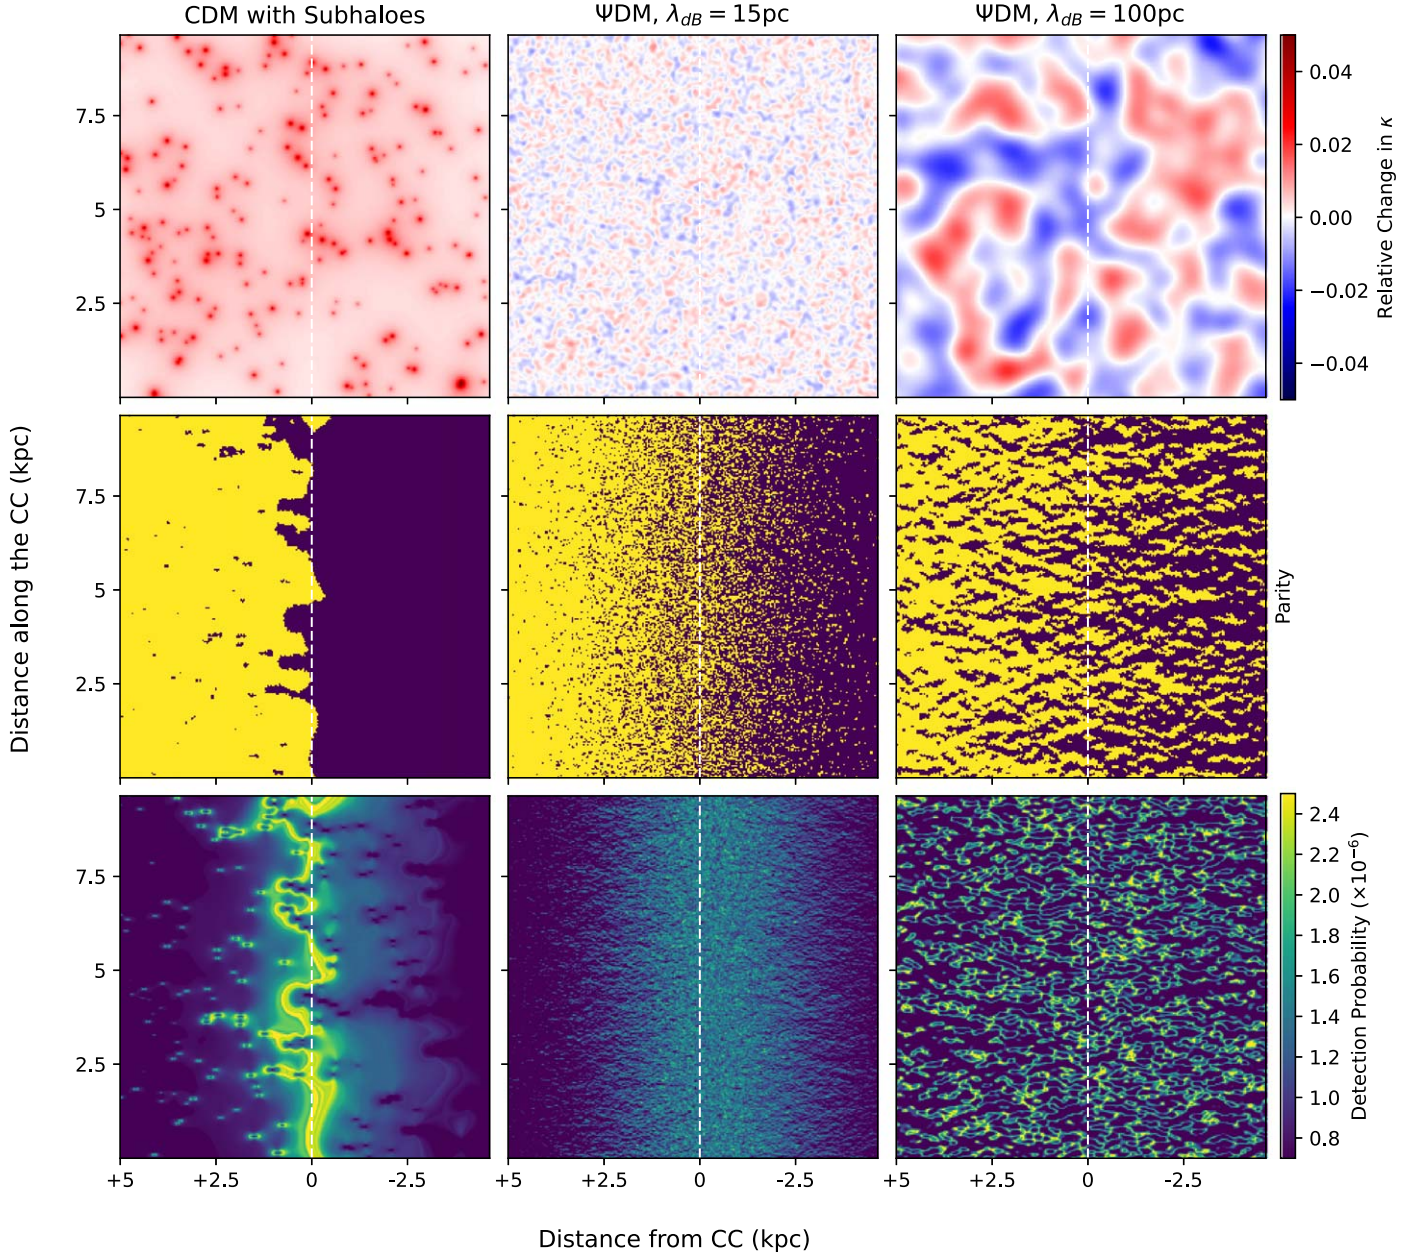 CDM with Subhaloes
ΨDM, λ_dB = 15pc
ΨDM, λ_dB = 100pc
7.5
5
2.5
0.04
0.02
0.00
−0.02
−0.04
Relative Change in κ
Distance along the CC (kpc)
7.5
5
2.5
Parity
7.5
5
2.5
2.4
2.2
2.0
1.8
1.6
1.4
1.2
1.0
0.8
Detection Probability (×10⁻⁶)
+5 +2.5 0 -2.5
+5 +2.5 0 -2.5
+5 +2.5 0 -2.5
Distance from CC (kpc)